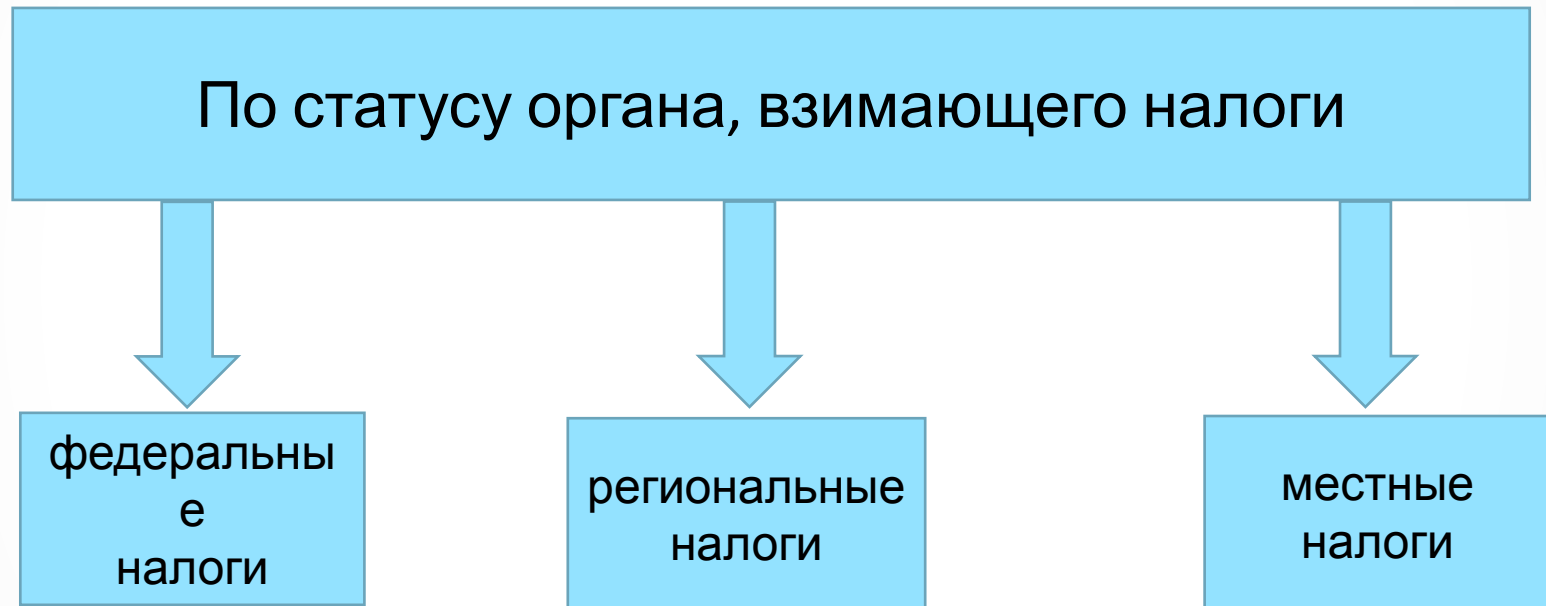 По статусу органа, взимающего налоги
федеральны
е
налоги
региональные
налоги
местные
налоги